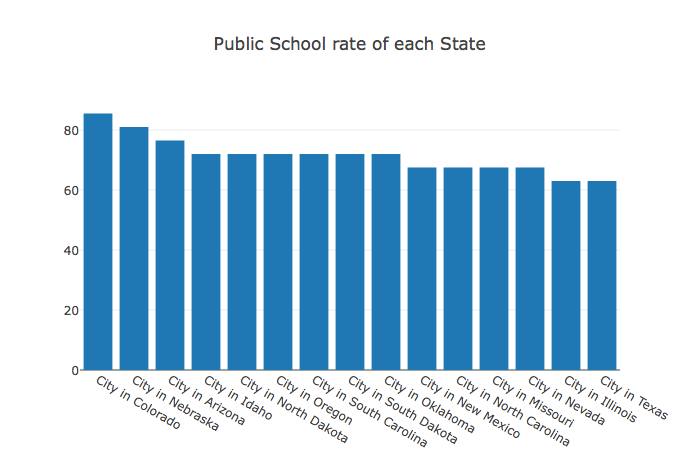 Public School rate of each State
80
60
40
20
0
City in Colorado
City in Nebraska
City in Arizona
City in Idaho
City in North Dakota
City in Oregon
City in South Carolina
City in South Dakota
City in Oklahoma
City in New Mexico
City in North Carolina
City in Missouri
City in Nevada
City in Illinois
City in Texas